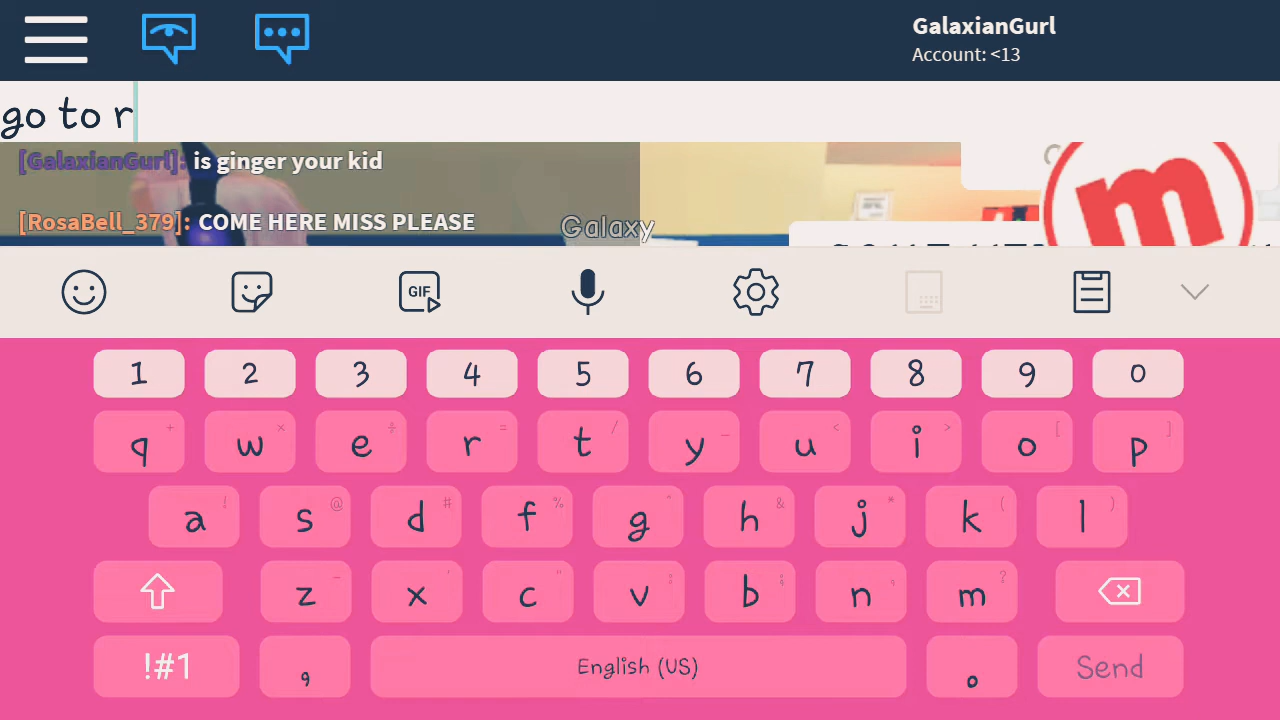 GalaxianGurl
Account: <13
go to r
[GalaxianGurl]: is ginger your kid
[RosaBell_379]: COME HERE MISS PLEASE
Galaxy
m
GIF
1 2 3 4 5 6 7 8 9 0
q + w × e ÷ r = t / y _ u < i > o [ p ]
a ! s @ d # f % g h & j * k ( l )
z - x ' c " v : b ; n , m ?
!#1 , English (US) . Send